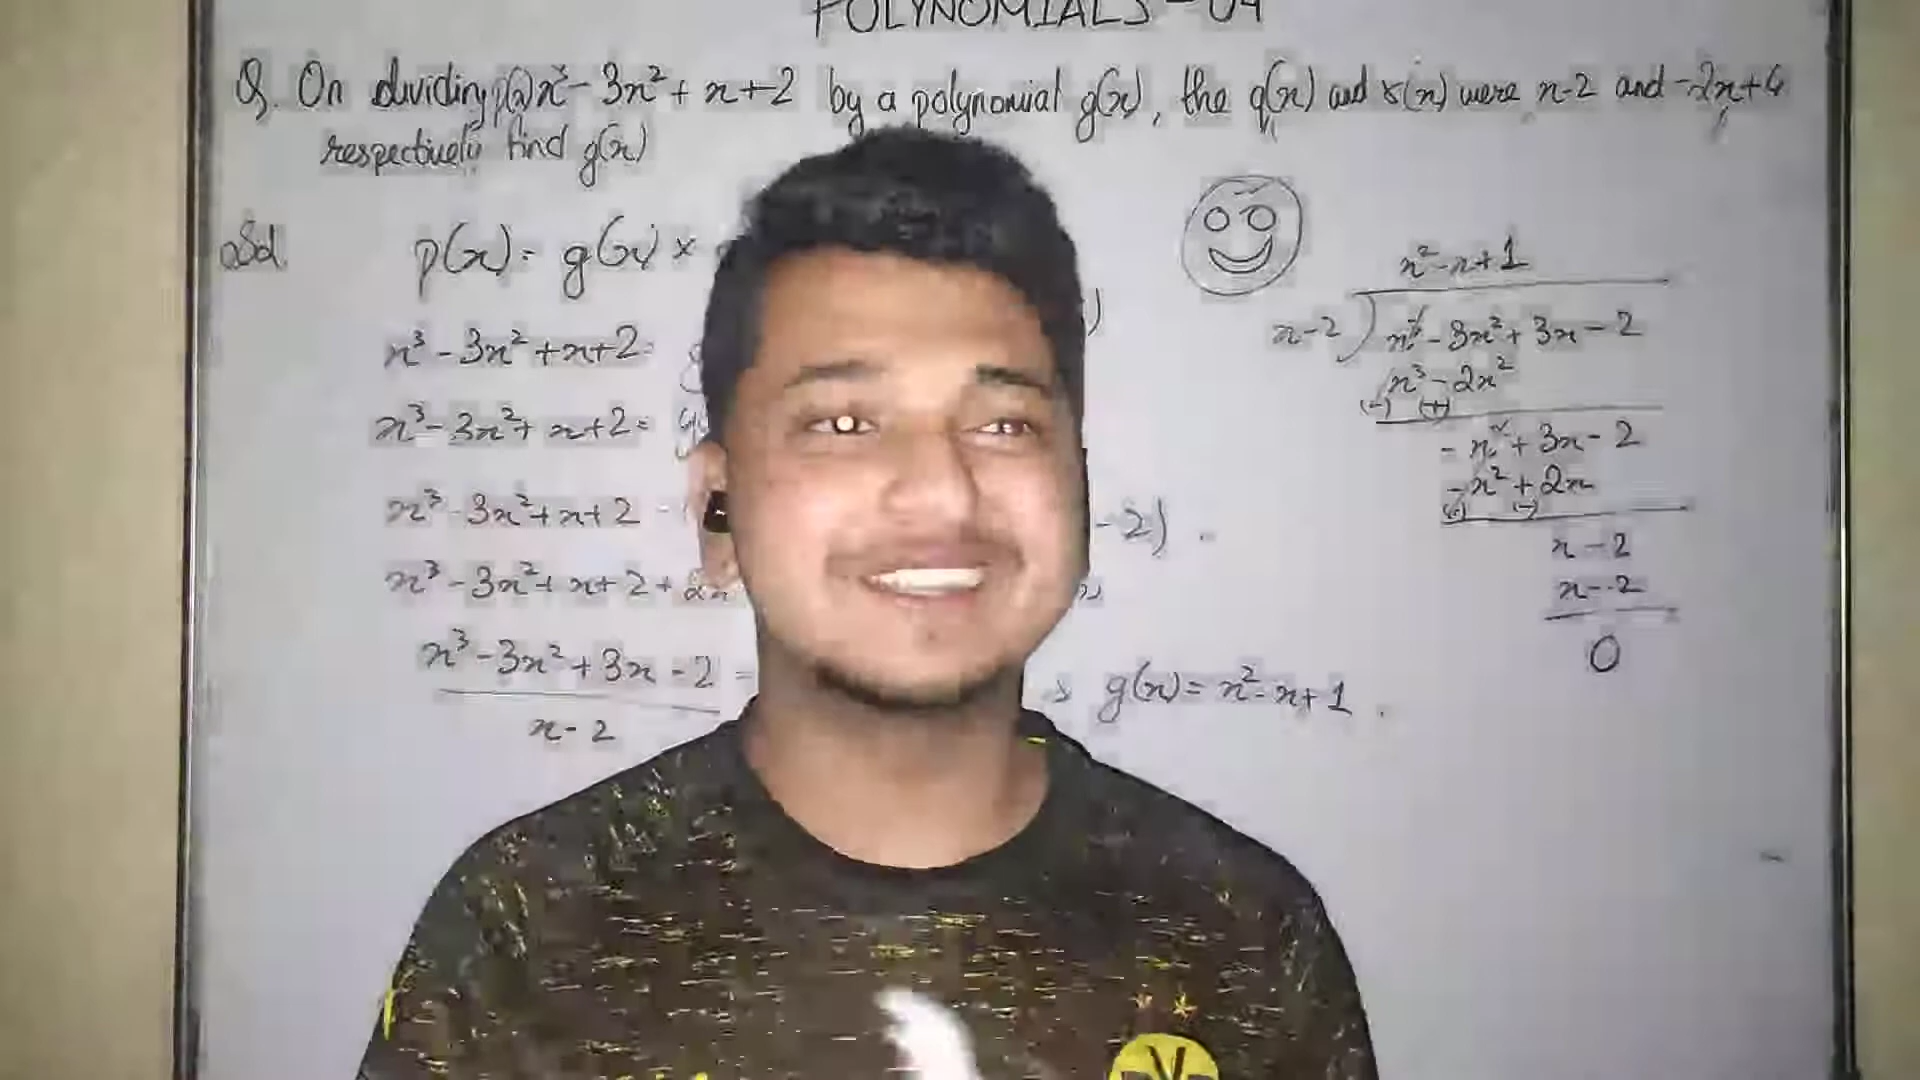 POLYNOMIALS - 04
Q. On dividing p(x) x³ - 3x² + x + 2 by a polynomial g(x), the q(x) and r(x) were x-2 and -2x+4
respectively find g(x)
Sol.
p(x) = g(x) ×
x³ - 3x² + x + 2 =
x³ - 3x² + x + 2 =
x³ - 3x² + x + 2 -
- 2)
x³ - 3x² + x + 2 + 2x
x³ - 3x² + 3x - 2 =
x - 2
g(x) = x² - x + 1.
x² - x + 1
x - 2 ) x³ - 3x² + 3x - 2
x³ - 2x²
(-) (+)
- x² + 3x - 2
- x² + 2x
(+) (-)
x - 2
x - 2
0